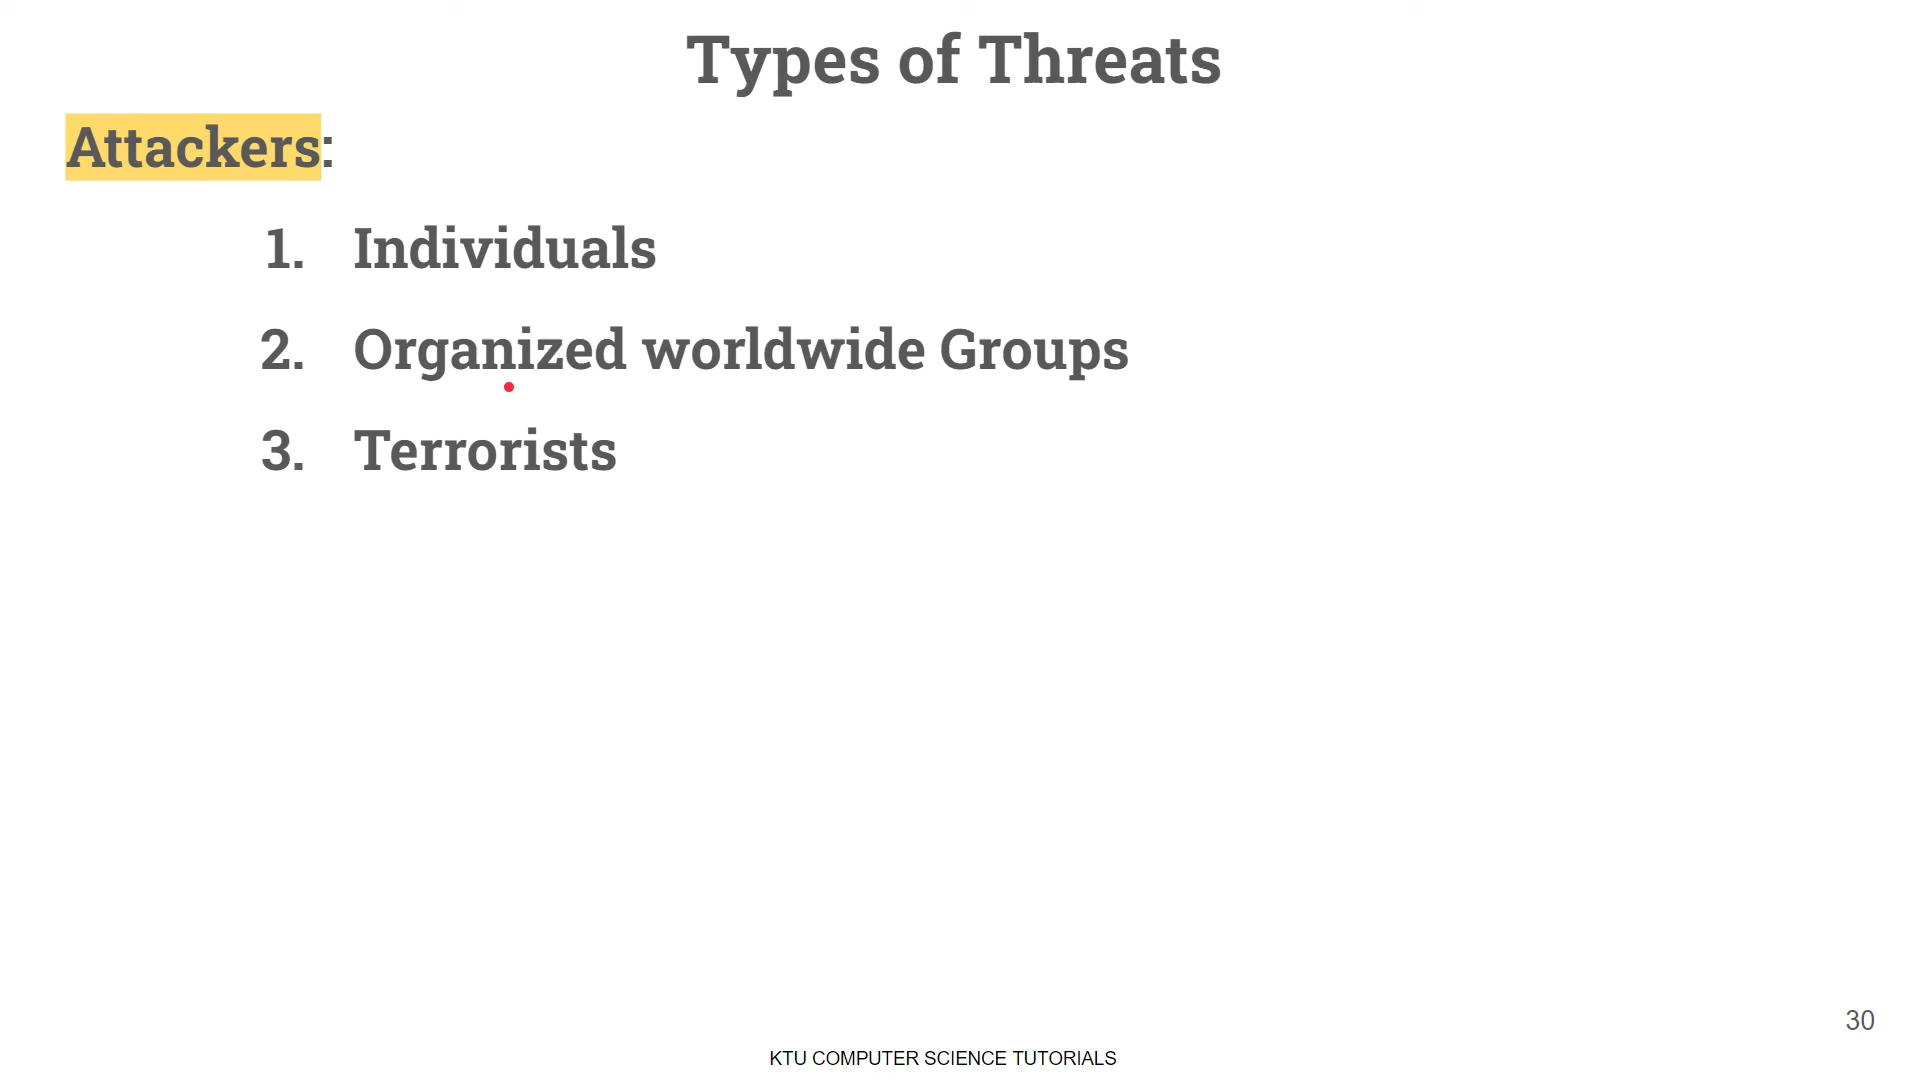 Types of Threats
Attackers:
1. Individuals
2. Organized worldwide Groups
3. Terrorists
30
KTU COMPUTER SCIENCE TUTORIALS